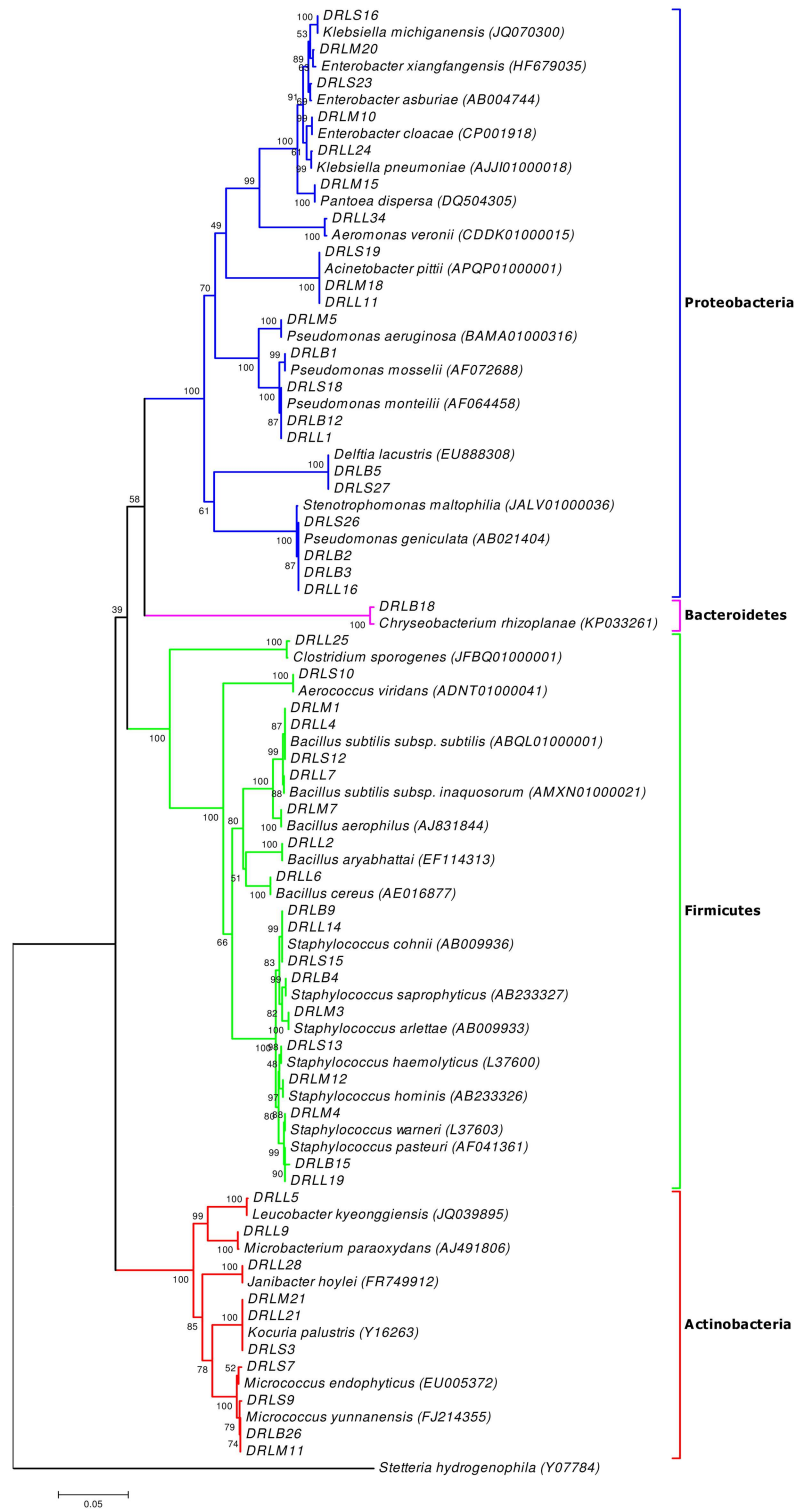 DRLS16
Klebsiella michiganensis (JQ070300)
DRLM20
Enterobacter xiangfangensis (HF679035)
DRLS23
Enterobacter asburiae (AB004744)
DRLM10
Enterobacter cloacae (CP001918)
DRLL24
Klebsiella pneumoniae (AJJI01000018)
DRLM15
Pantoea dispersa (DQ504305)
DRLL34
Aeromonas veronii (CDDK01000015)
DRLS19
Acinetobacter pittii (APQP01000001)
DRLM18
DRLL11
DRLM5
Pseudomonas aeruginosa (BAMA01000316)
DRLB1
Pseudomonas mosselii (AF072688)
DRLS18
Pseudomonas monteilii (AF064458)
DRLB12
DRLL1
Delftia lacustris (EU888308)
DRLB5
DRLS27
Stenotrophomonas maltophilia (JALV01000036)
DRLS26
Pseudomonas geniculata (AB021404)
DRLB2
DRLB3
DRLL16
DRLB18
Chryseobacterium rhizoplanae (KP033261)
DRLL25
Clostridium sporogenes (JFBQ01000001)
DRLS10
Aerococcus viridans (ADNT01000041)
DRLM1
DRLL4
Bacillus subtilis subsp. subtilis (ABQL01000001)
DRLS12
DRLL7
Bacillus subtilis subsp. inaquosorum (AMXN01000021)
DRLM7
Bacillus aerophilus (AJ831844)
DRLL2
Bacillus aryabhattai (EF114313)
DRLL6
Bacillus cereus (AE016877)
DRLB9
DRLL14
Staphylococcus cohnii (AB009936)
DRLS15
DRLB4
Staphylococcus saprophyticus (AB233327)
DRLM3
Staphylococcus arlettae (AB009933)
DRLS13
Staphylococcus haemolyticus (L37600)
DRLM12
Staphylococcus hominis (AB233326)
DRLM4
Staphylococcus warneri (L37603)
Staphylococcus pasteuri (AF041361)
DRLB15
DRLL19
DRLL5
Leucobacter kyeonggiensis (JQ039895)
DRLL9
Microbacterium paraoxydans (AJ491806)
DRLL28
Janibacter hoylei (FR749912)
DRLM21
DRLL21
Kocuria palustris (Y16263)
DRLS3
DRLS7
Micrococcus endophyticus (EU005372)
DRLS9
Micrococcus yunnanensis (FJ214355)
DRLB26
DRLM11
Stetteria hydrogenophila (Y07784)
Proteobacteria
Bacteroidetes
Firmicutes
Actinobacteria
100
53
89
91
99
100
99
100
99
100
49
100
70
100
100
99
100
87
100
100
61
100
87
58
100
39
100
100
100
100
87
99
88
100
100
80
100
51
100
66
99
83
99
82
100
48
97
99
90
100
99
100
100
100
85
100
78
52
100
79
74
0.05